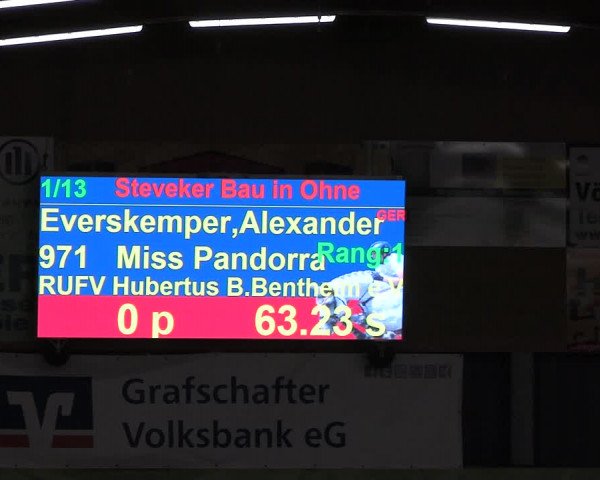 1/13 Steveker Bau in Ohne
Everskemper,Alexander GER
971 Miss Pandorra Rang:1
RUFV Hubertus B.Bentheim e.V
0 p 63.23 s
Grafschafter
Volksbank eG